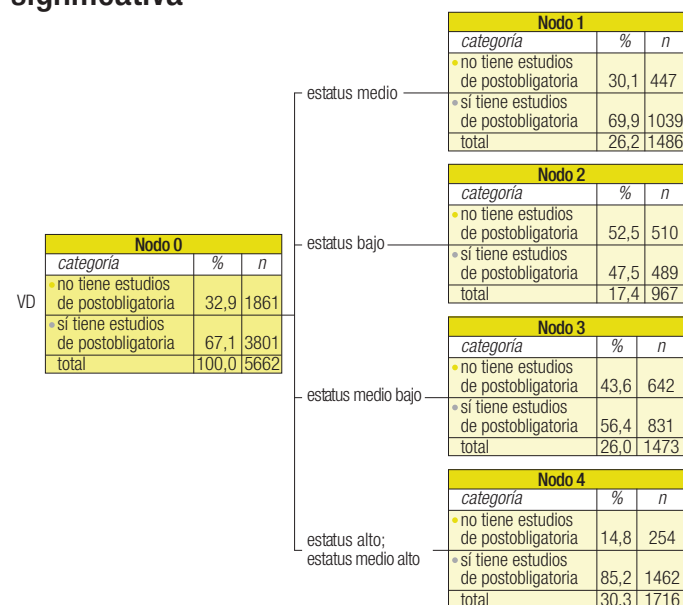 significativa
Nodo 1
categoría % n
no tiene estudios
de postobligatoria 30,1 447
sí tiene estudios
de postobligatoria 69,9 1039
total 26,2 1486
estatus medio
Nodo 2
categoría % n
no tiene estudios
de postobligatoria 52,5 510
sí tiene estudios
de postobligatoria 47,5 489
total 17,4 967
estatus bajo
VD
Nodo 0
categoría % n
no tiene estudios
de postobligatoria 32,9 1861
sí tiene estudios
de postobligatoria 67,1 3801
total 100,0 5662
Nodo 3
categoría % n
no tiene estudios
de postobligatoria 43,6 642
sí tiene estudios
de postobligatoria 56,4 831
total 26,0 1473
estatus medio bajo
Nodo 4
categoría % n
no tiene estudios
de postobligatoria 14,8 254
sí tiene estudios
de postobligatoria 85,2 1462
total 30,3 1716
estatus alto;
estatus medio alto